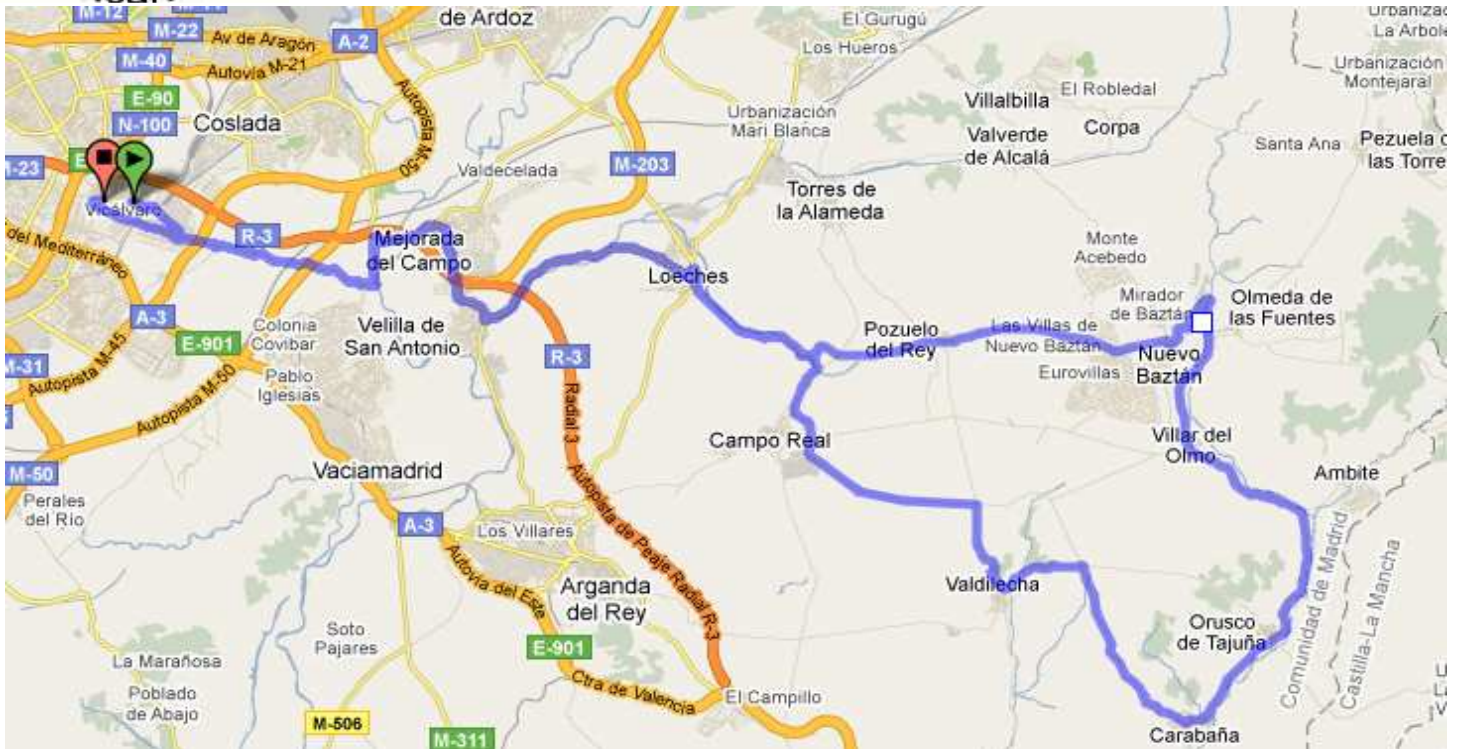 M-12
M-22
Av de Aragón
A-2
de Ardoz
El Gurugú
Los Hueros
La Arbole
Urbanización
Montejaral
M-40
Autovía M-21
E-90
N-100
Coslada
Autopista M-50
Urbanización
Mari Blanca
Villalbilla
El Robledal
Valverde
de Alcalá
Corpa
Santa Ana
Pezuela
las Torre
M-23
Valdecelada
M-203
Torres de
la Alameda
Vicálvaro
del Mediterráneo
R-3
Mejorada
del Campo
Loeches
Monte
Acebedo
Mirador
de Baztán
Olmeda de
las Fuentes
A-3
E-901
Colonia
Covibar
Velilla de
San Antonio
Pozuelo
del Rey
Las Villas de
Nuevo Baztán
Nuevo
Baztán
Eurovillas
R-3
M-31
Autopista M-45
Autopista M-50
Pablo
Iglesias
Radial 3
Campo Real
Villar del
Olmo
Ambite
M-50
Vaciamadrid
Perales
del Río
A-3
Los Villares
Autopista de Peaje Radial R-3
Autovía del Este
Arganda
del Rey
Valdilecha
Comunidad de Madrid
Castilla-La Mancha
Soto
Pajares
E-901
Orusco
de Tajuña
La Marañosa
Poblado
de Abajo
Ctra de Valencia
El Campillo
M-506
M-311
Carabaña